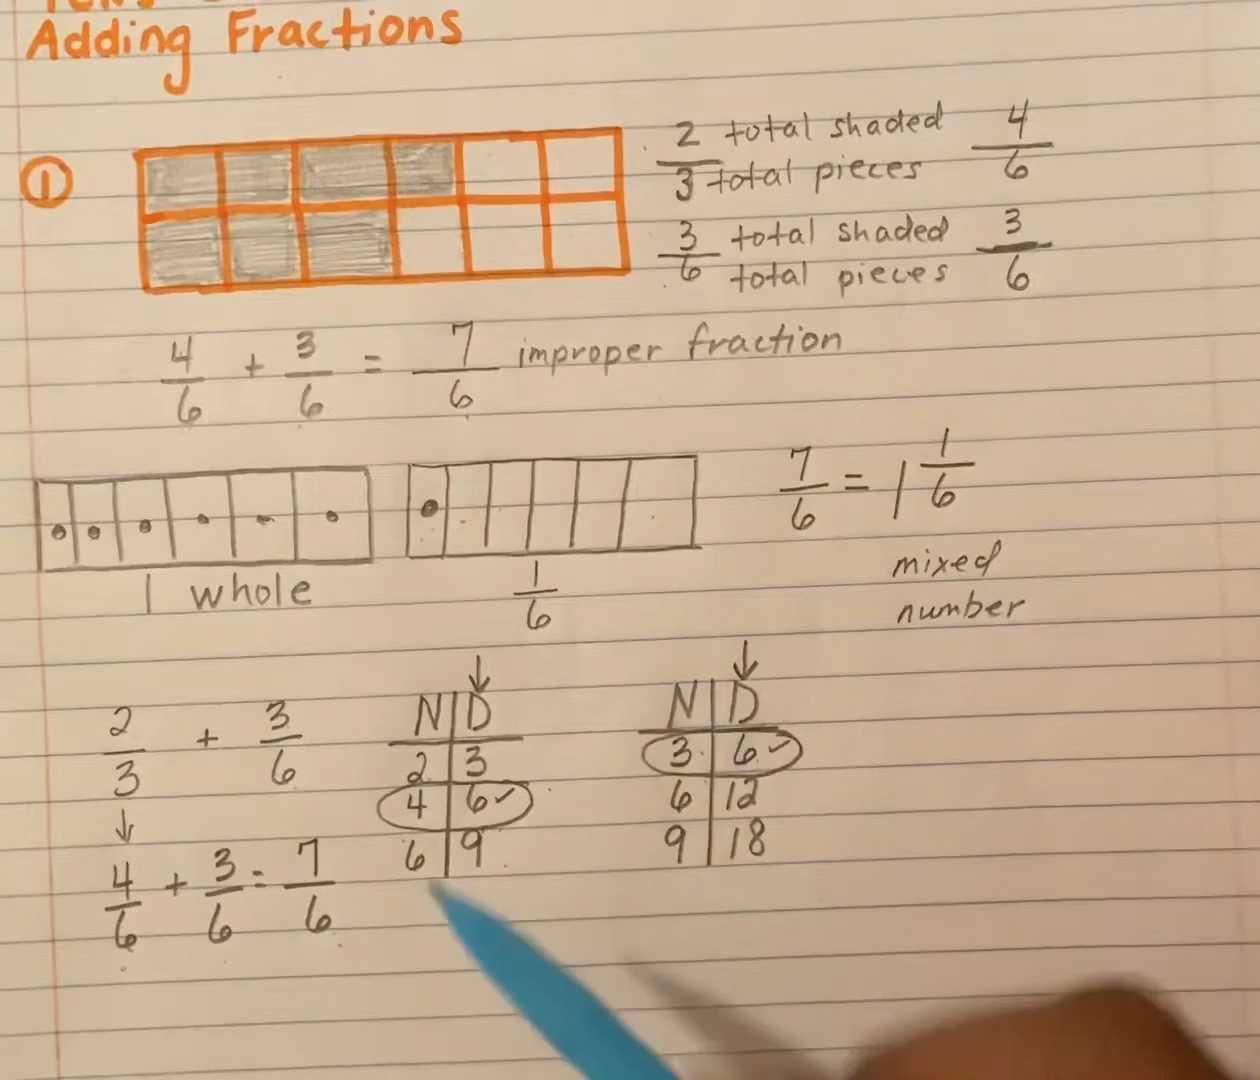 Adding Fractions
①
2/3 total shaded total pieces 4/6
3/6 total shaded total pieces 3/6
4/6 + 3/6 = 7/6 improper fraction
7/6 = 1 1/6
1 whole
1/6
mixed
number
2/3 + 3/6
↓
4/6 + 3/6 = 7/6
↓
N | D
2 | 3
4 | 6 ✓
6 | 9
↓
N | D
3 | 6 ✓
6 | 12
9 | 18